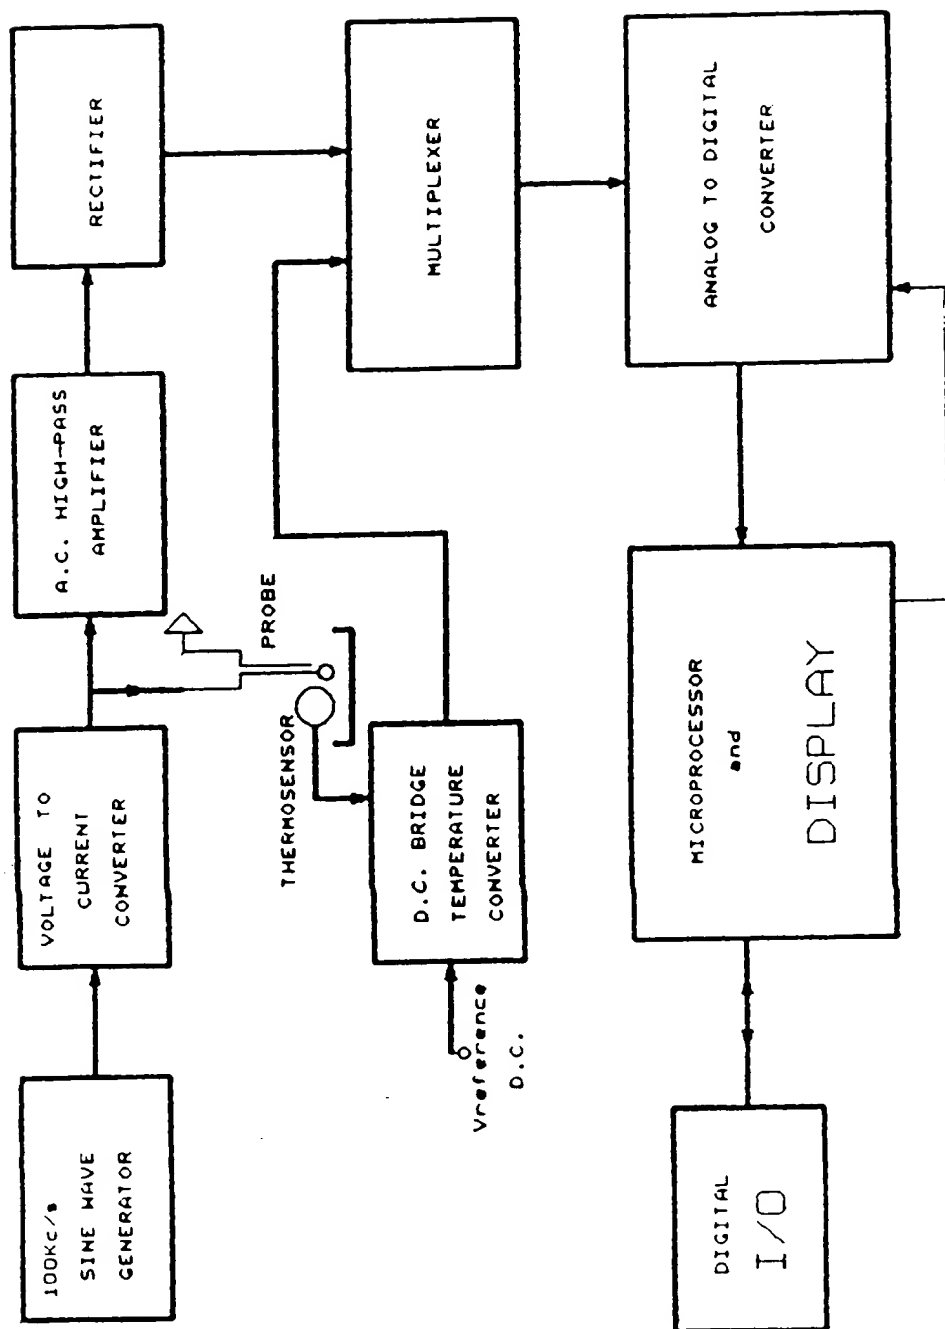 100Kc/s
SINE WAVE
GENERATOR
VOLTAGE TO
CURRENT
CONVERTER
A.C. HIGH-PASS
AMPLIFIER
RECTIFIER
PROBE
THERMOSENSOR
Vreference
D.C.
D.C. BRIDGE
TEMPERATURE
CONVERTER
MULTIPLEXER
DIGITAL
I/O
MICROPROCESSOR
and
DISPLAY
ANALOG TO DIGITAL
CONVERTER